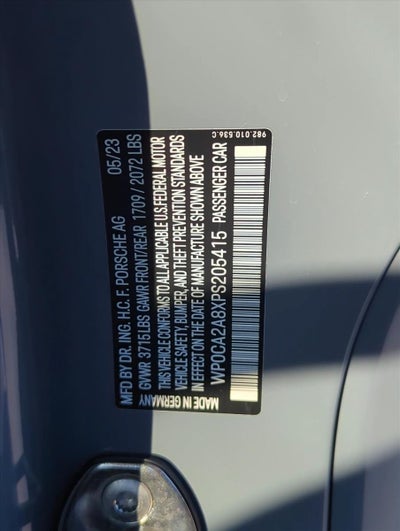 MFD BY DR. ING. H.C. F. PORSCHE AG 05/23
GVWR 3715 LBS GAWR FRONT/REAR 1709 / 2072 LBS
THIS VEHICLE CONFORMS TO ALL APPLICABLE U.S. FEDERAL MOTOR
VEHICLE SAFETY, BUMPER, AND THEFT PREVENTION STANDARDS
IN EFFECT ON THE DATE OF MANUFACTURE SHOWN ABOVE
WP0CA2A8XPS205415 PASSENGER CAR
MADE IN GERMANY
982.010.536.C